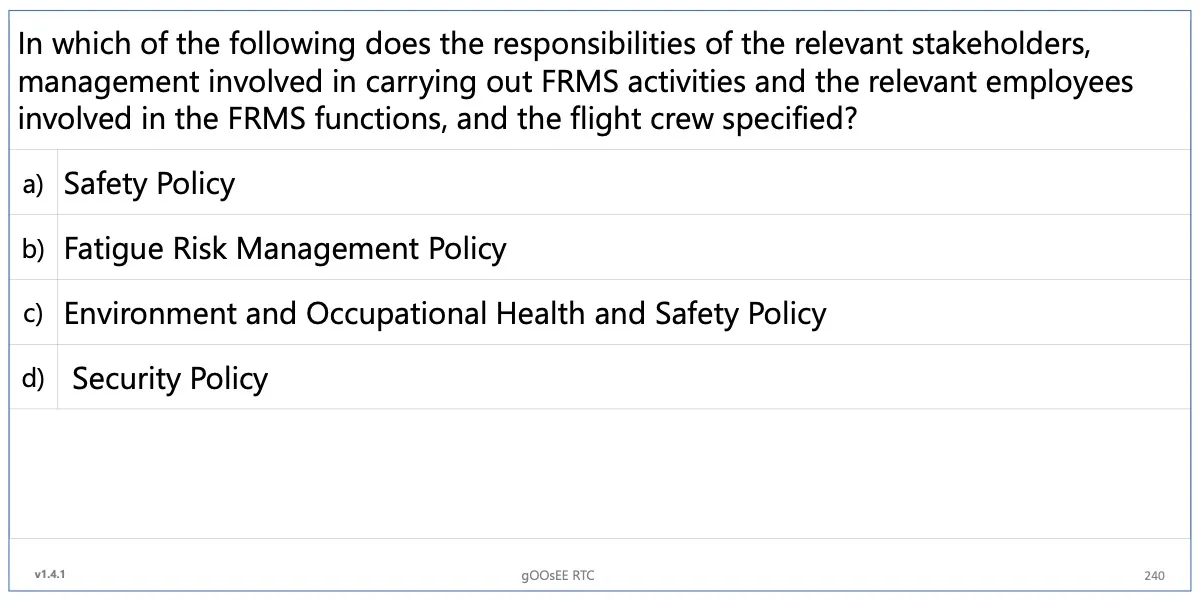 In which of the following does the responsibilities of the relevant stakeholders,
management involved in carrying out FRMS activities and the relevant employees
involved in the FRMS functions, and the flight crew specified?
a) Safety Policy
b) Fatigue Risk Management Policy
c) Environment and Occupational Health and Safety Policy
d) Security Policy
v1.4.1 gOOsEE RTC 240